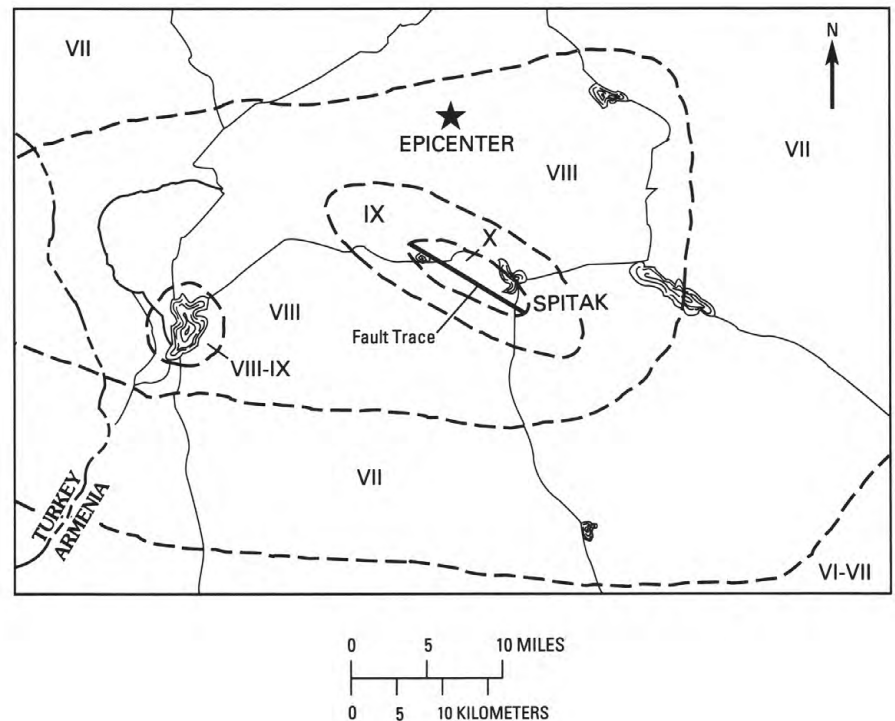 VII
N
EPICENTER
VII
VIII
IX
X
SPITAK
VIII
Fault Trace
VIII-IX
VII
TURKEY
ARMENIA
VI-VII
0 5 10 MILES
0 5 10 KILOMETERS